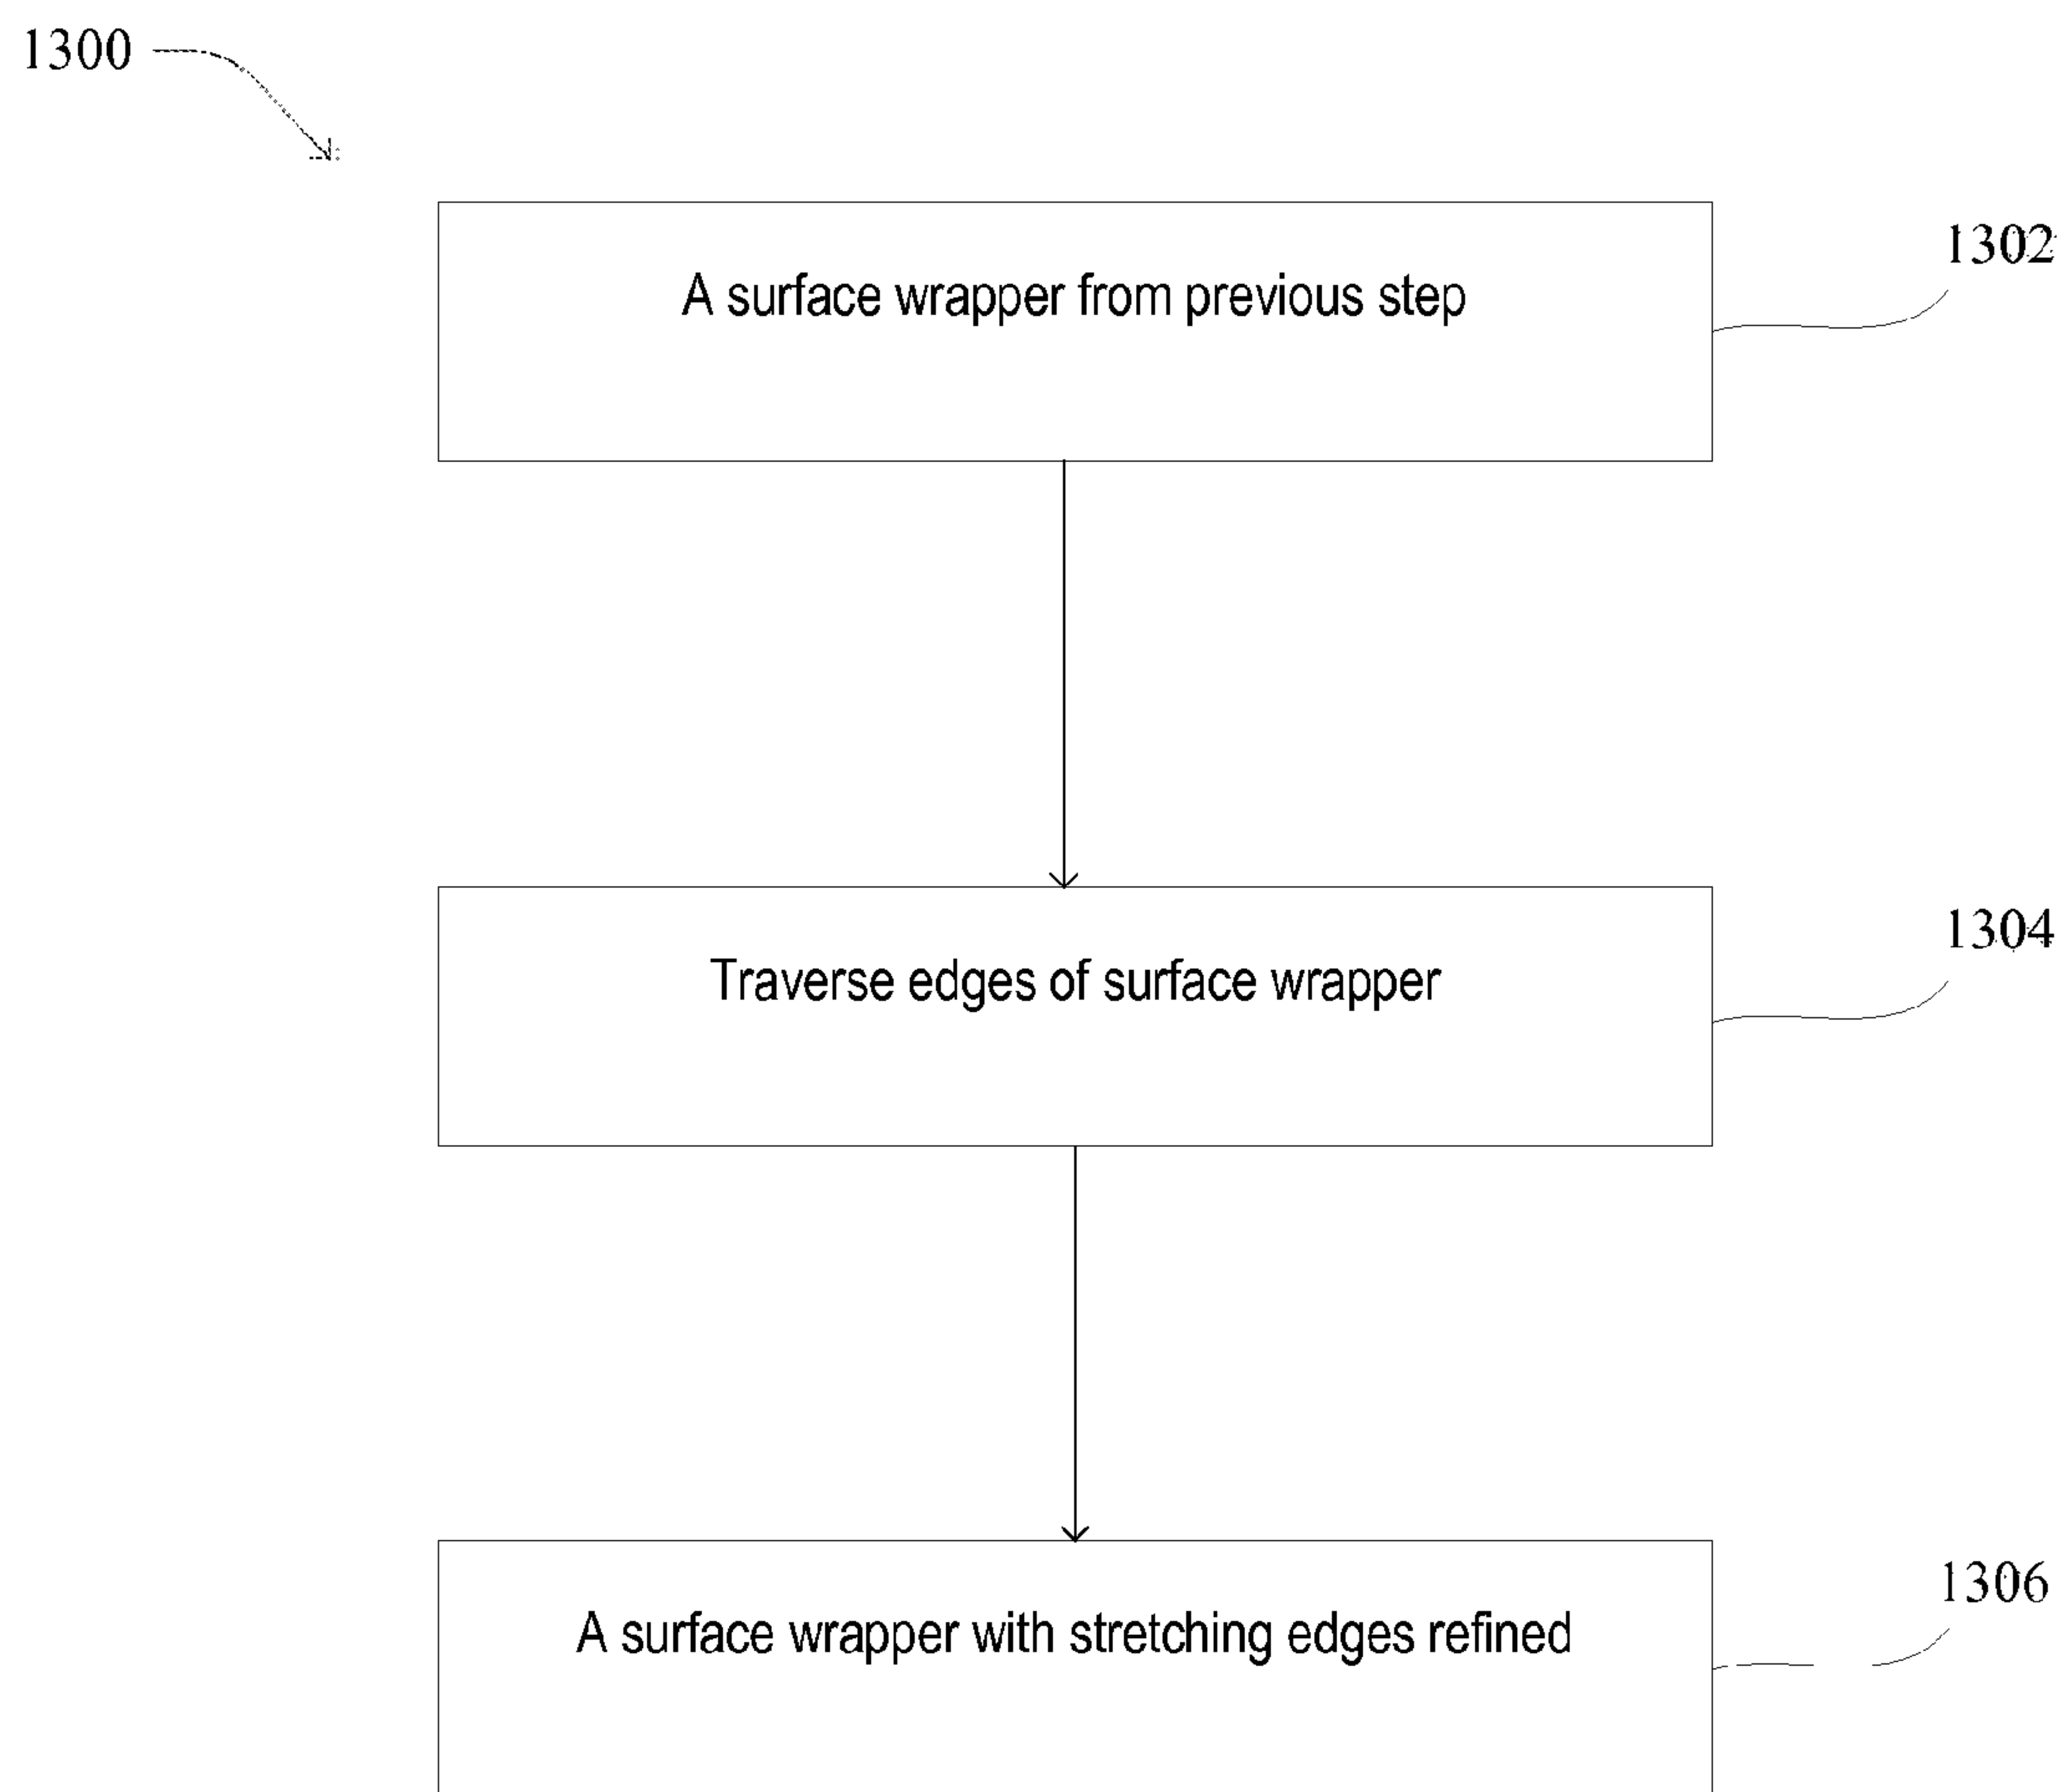 1300
1302
A surface wrapper from previous step
1304
Traverse edges of surface wrapper
1306
A surface wrapper with stretching edges refined